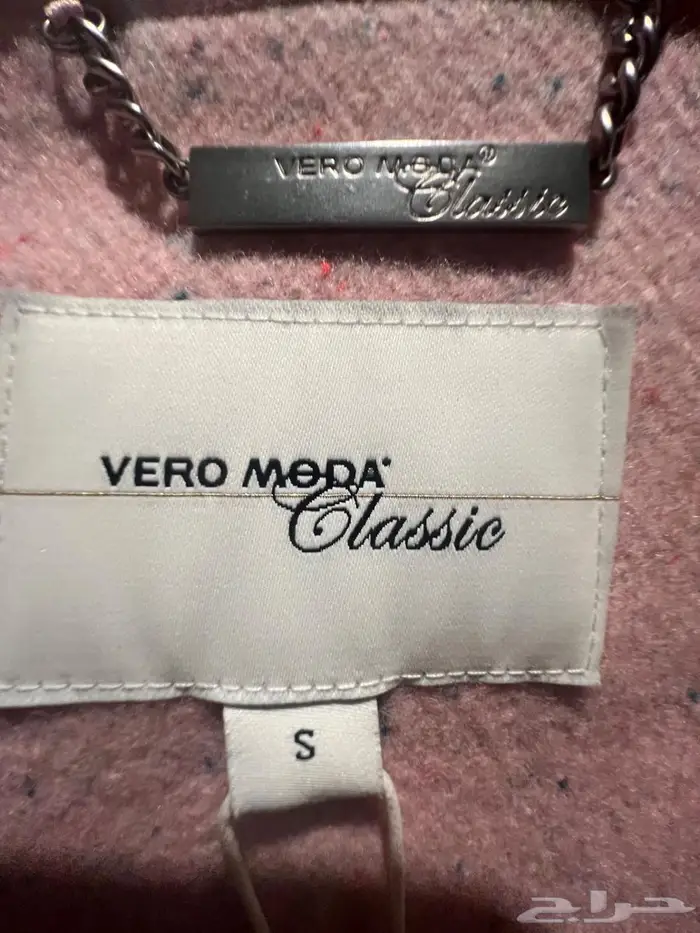 VERO MODA®
Classic
VERO MODA
Classic
S
حراج